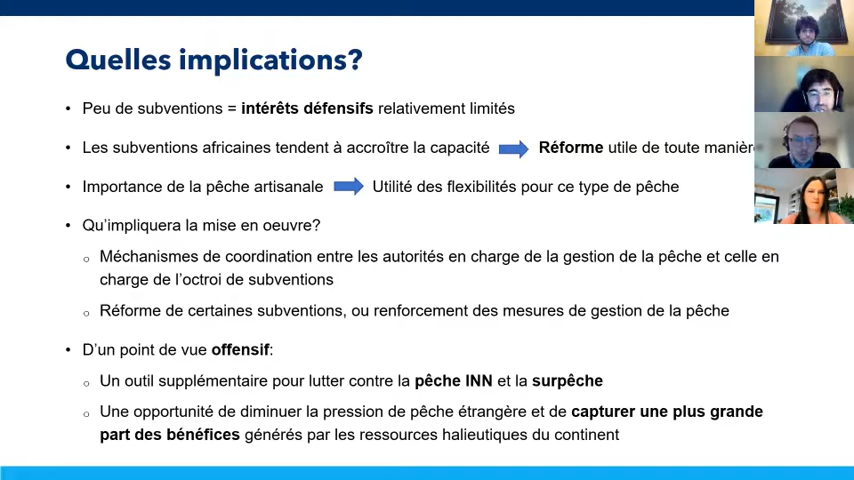 Quelles implications?
• Peu de subventions = intérêts défensifs relativement limités
• Les subventions africaines tendent à accroître la capacité Réforme utile de toute manière
• Importance de la pêche artisanale Utilité des flexibilités pour ce type de pêche
• Qu'impliquera la mise en oeuvre?
o Méchanismes de coordination entre les autorités en charge de la gestion de la pêche et celle en
charge de l'octroi de subventions
o Réforme de certaines subventions, ou renforcement des mesures de gestion de la pêche
• D'un point de vue offensif:
o Un outil supplémentaire pour lutter contre la pêche INN et la surpêche
o Une opportunité de diminuer la pression de pêche étrangère et de capturer une plus grande
part des bénéfices générés par les ressources halieutiques du continent